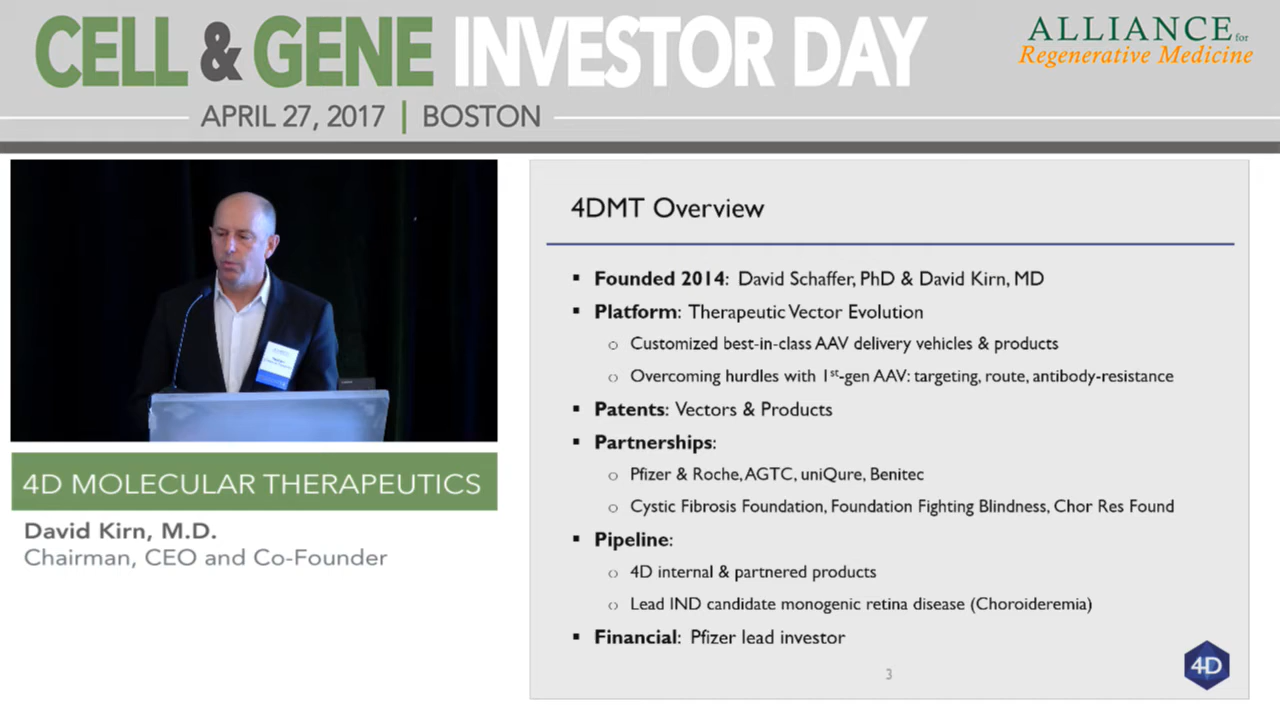 CELL & GENE INVESTOR DAY
APRIL 27, 2017 | BOSTON
ALLIANCE for
Regenerative Medicine
4D MOLECULAR THERAPEUTICS
David Kirn, M.D.
Chairman, CEO and Co-Founder
4DMT Overview
▪ Founded 2014: David Schaffer, PhD & David Kirn, MD
▪ Platform: Therapeutic Vector Evolution
o Customized best-in-class AAV delivery vehicles & products
o Overcoming hurdles with 1st-gen AAV: targeting, route, antibody-resistance
▪ Patents: Vectors & Products
▪ Partnerships:
o Pfizer & Roche, AGTC, uniQure, Benitec
o Cystic Fibrosis Foundation, Foundation Fighting Blindness, Chor Res Found
▪ Pipeline:
o 4D internal & partnered products
o Lead IND candidate monogenic retina disease (Choroideremia)
▪ Financial: Pfizer lead investor
3
4D